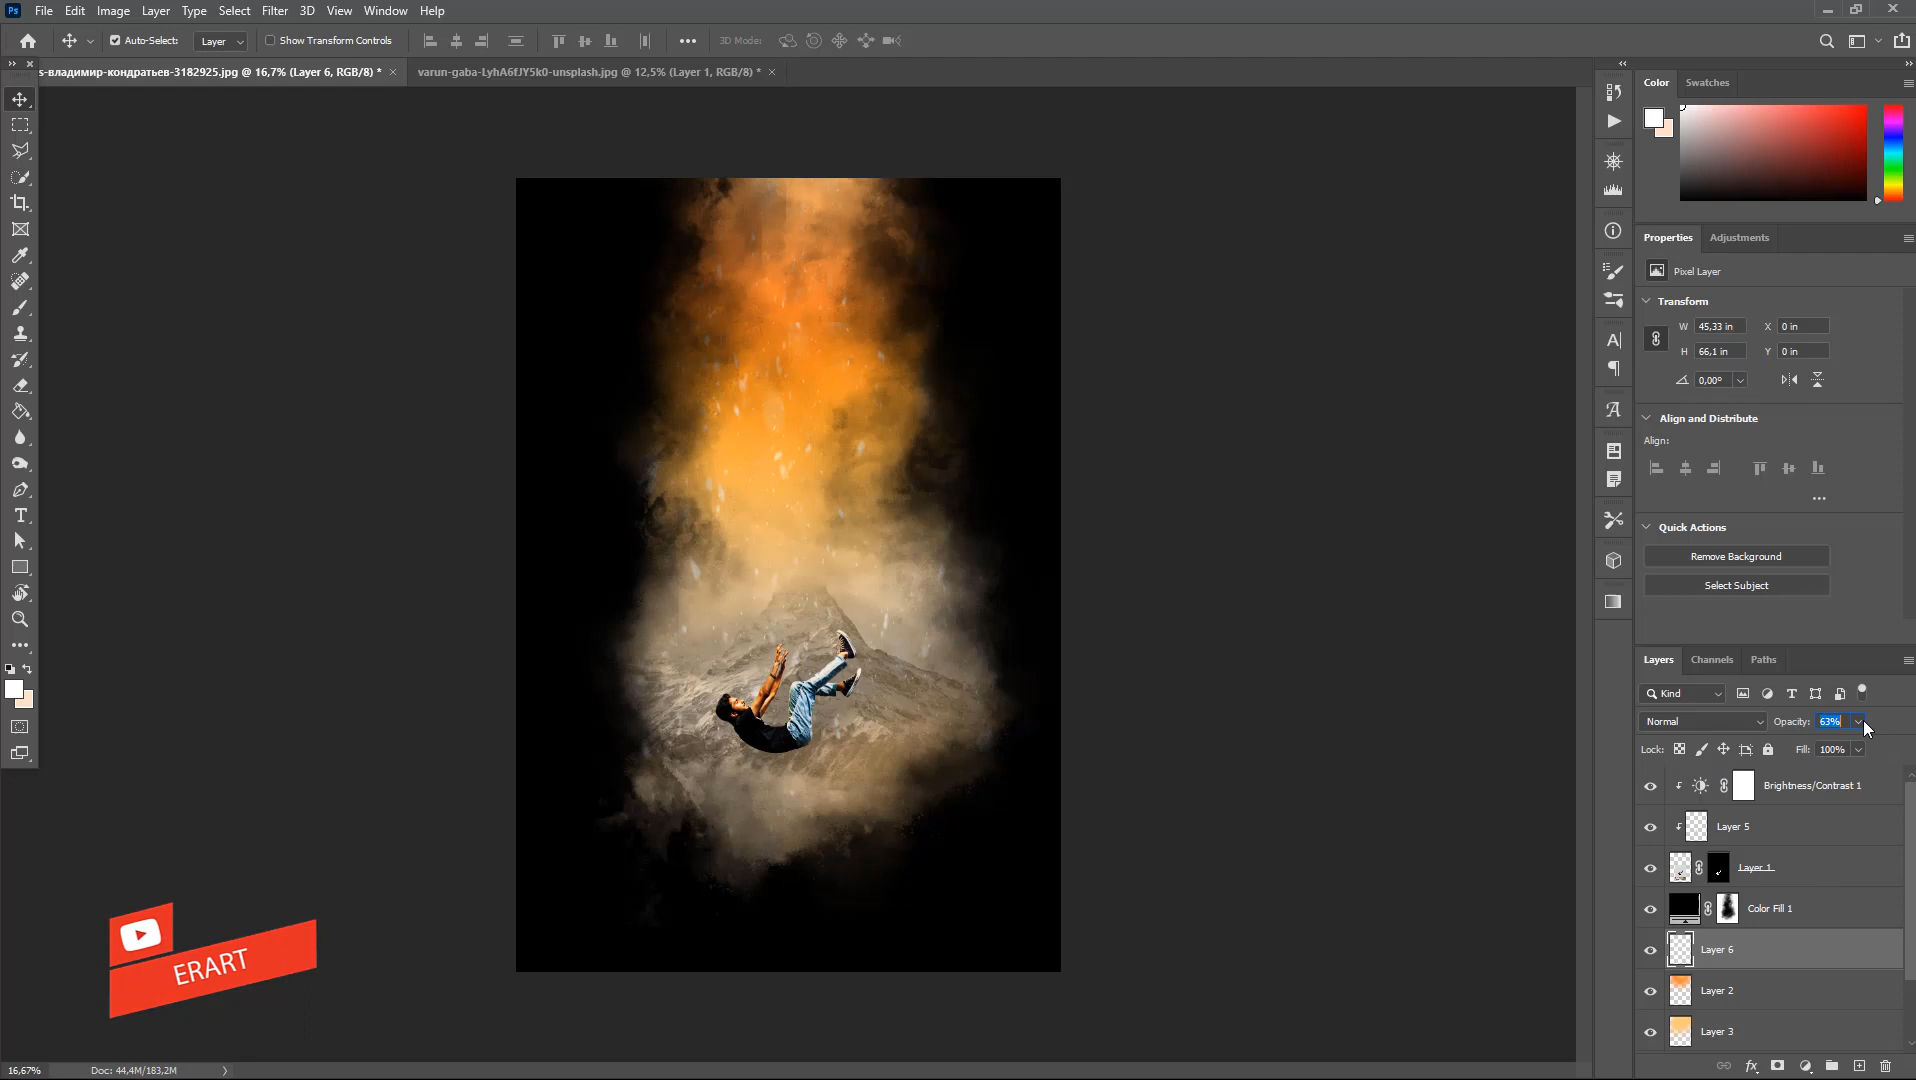 Ps File Edit Image Layer Type Select Filter 3D View Window Help
Auto-Select: Layer Show Transform Controls 3D Mode:
s-владимир-кондратьев-3182925.jpg @ 16,7% (Layer 6, RGB/8) * varun-gaba-LyhA6fJY5k0-unsplash.jpg @ 12,5% (Layer 1, RGB/8) *
Color Swatches
Properties Adjustments
Pixel Layer
Transform
W 45,33 in X 0 in
H 66,1 in Y 0 in
0,00°
Align and Distribute
Align:
Quick Actions
Remove Background
Select Subject
Layers Channels Paths
Kind
Normal Opacity: 63%
Lock: Fill: 100%
Brightness/Contrast 1
Layer 5
Layer 1
Color Fill 1
Layer 6
Layer 2
Layer 3
ERART
16,67% Doc: 44,4M/183,2M